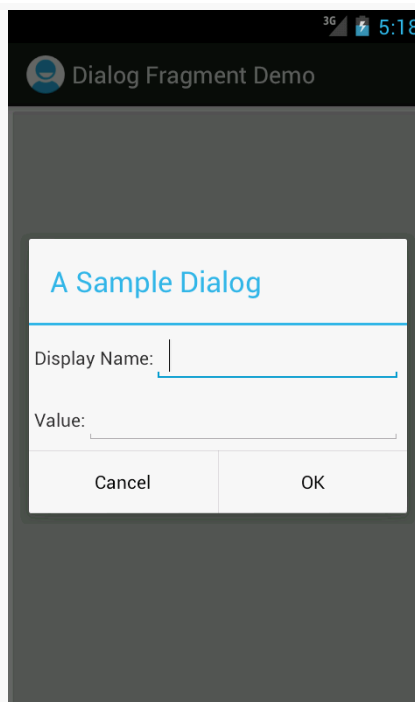 3G 5:18
Dialog Fragment Demo
A Sample Dialog
Display Name:
Value:
Cancel OK